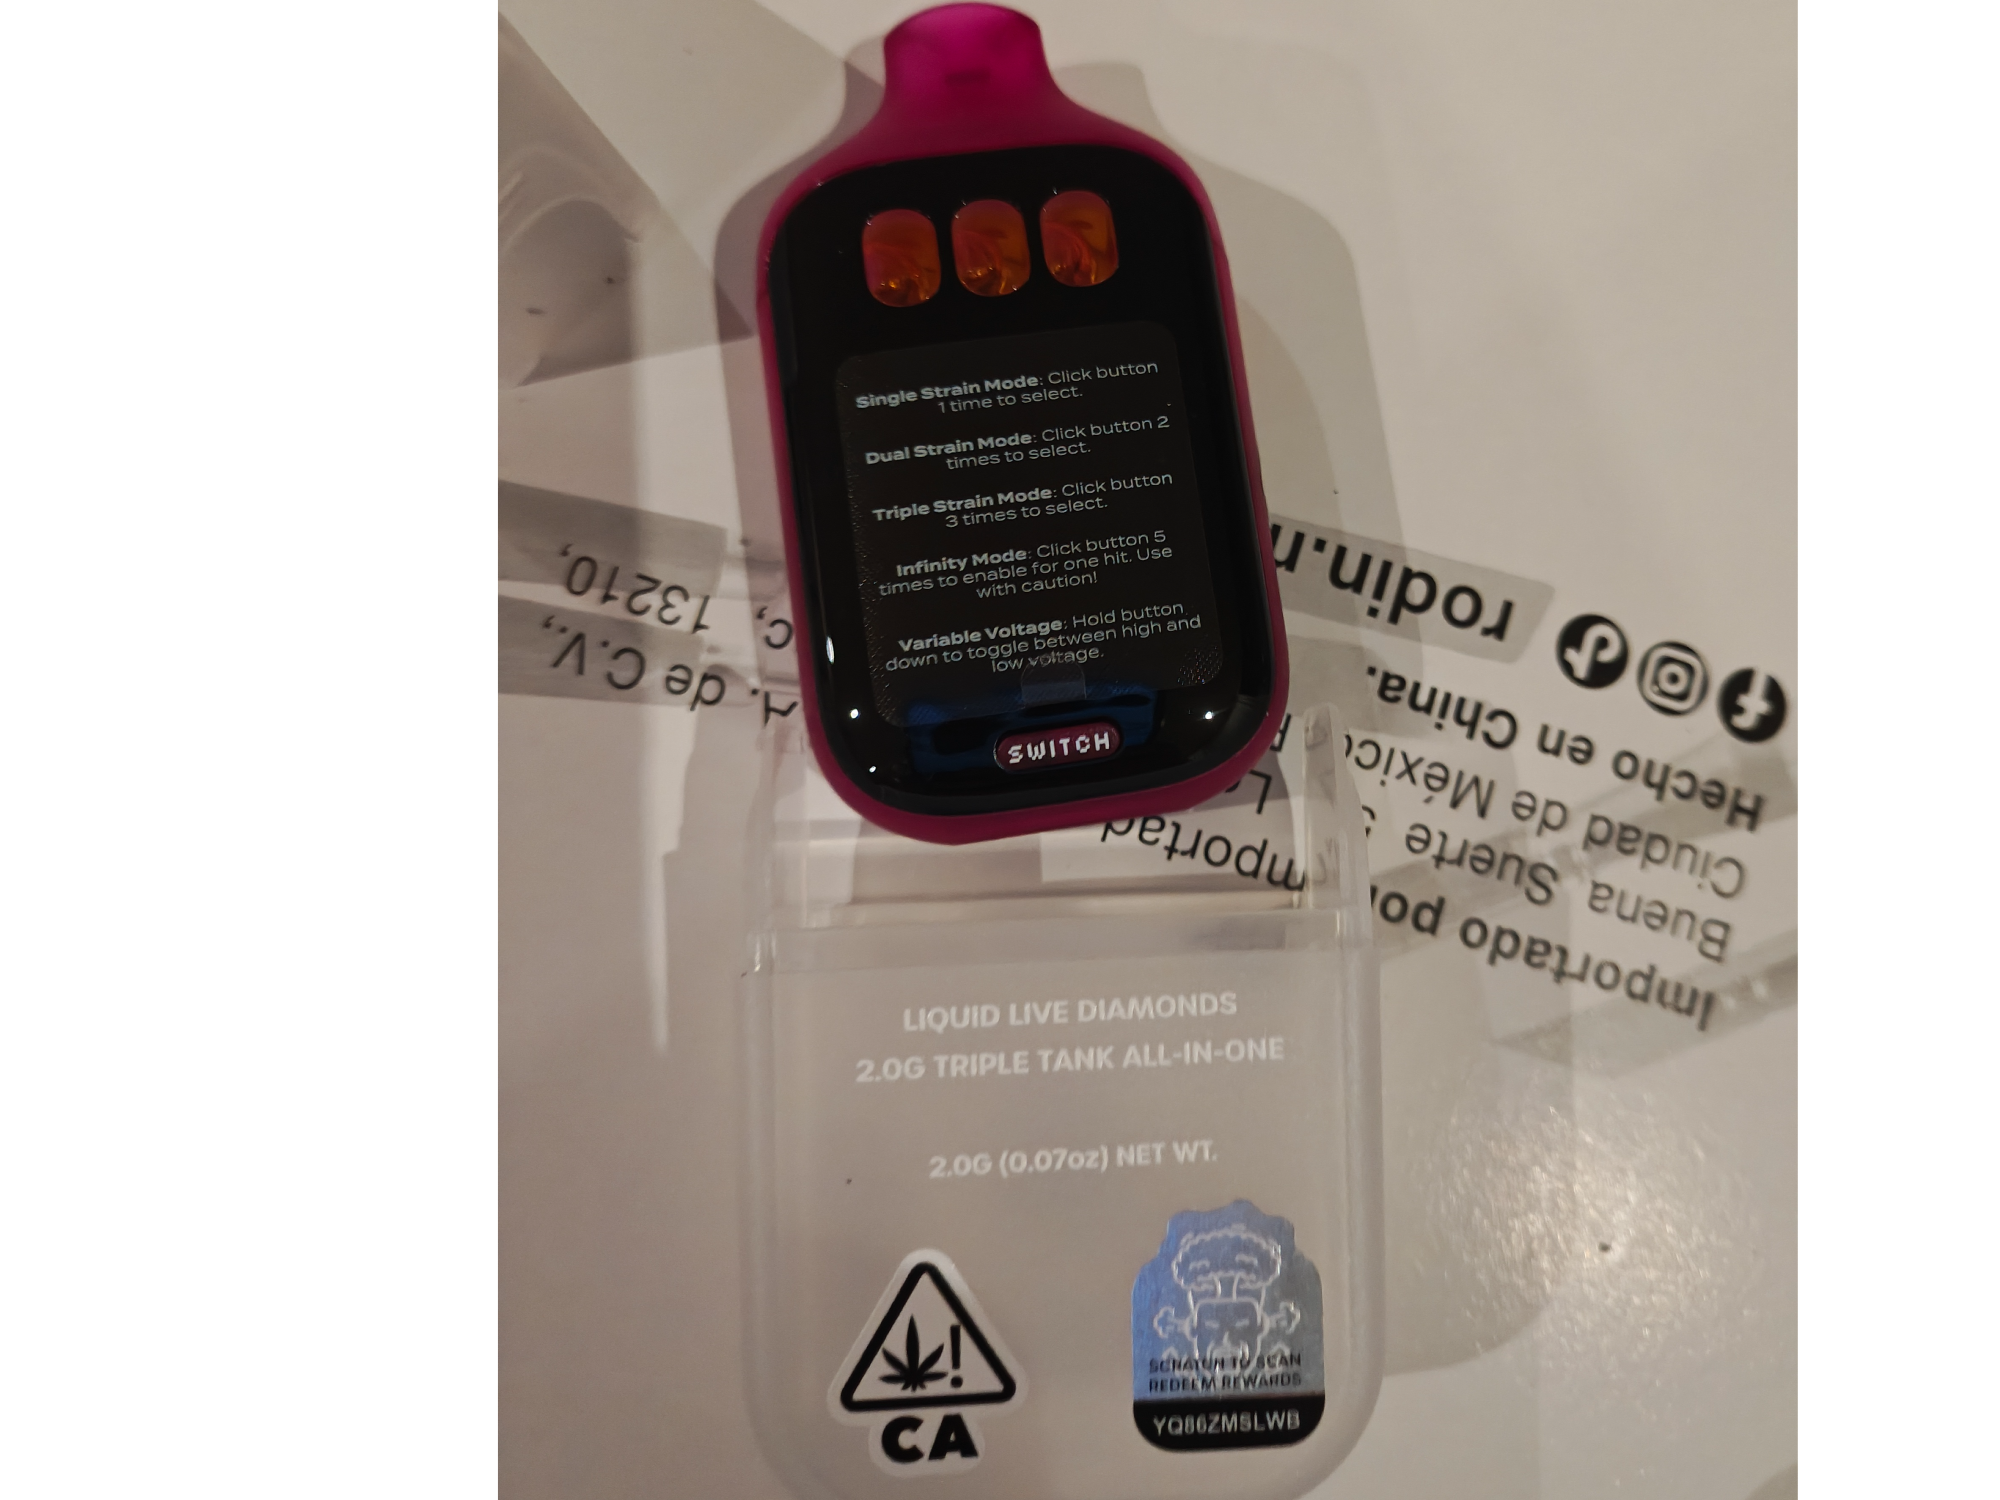 Single Strain Mode: Click button
1 time to select.
Dual Strain Mode: Click button 2
times to select.
Triple Strain Mode: Click button
3 times to select.
Infinity Mode: Click button 5
times to enable for one hit. Use
with caution!
Variable Voltage: Hold button
down to toggle between high and
low voltage.
SWITCH
LIQUID LIVE DIAMONDS
2.0G TRIPLE TANK ALL-IN-ONE
2.0G (0.07oz) NET WT.
CA
SCRATCH TO SCAN
REDEEM REWARDS
YQ86ZMSLWB
Importado por
Buena Suerte
Ciudad de México
Hecho en China.
rodin.
mportad
A. de C.V.,
C, 13210,